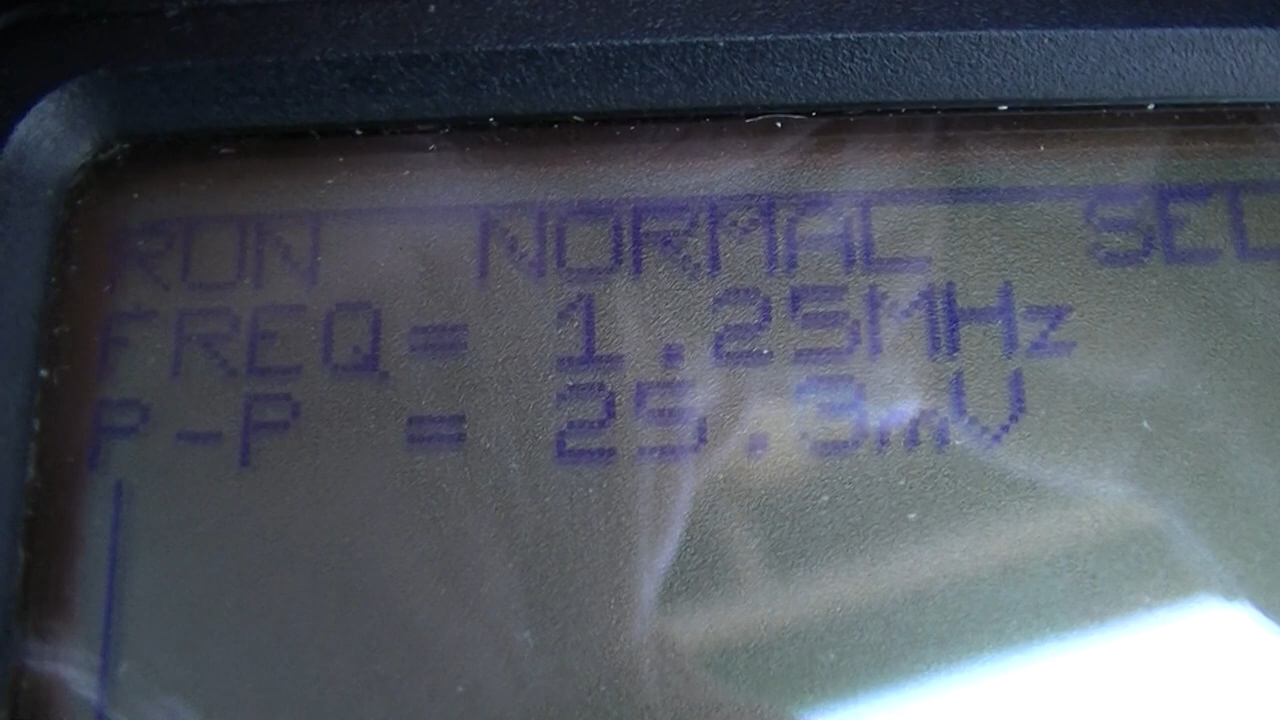 RUN NORMAL SEC
FREQ= 1.25MHz
P-P = 25.3mV